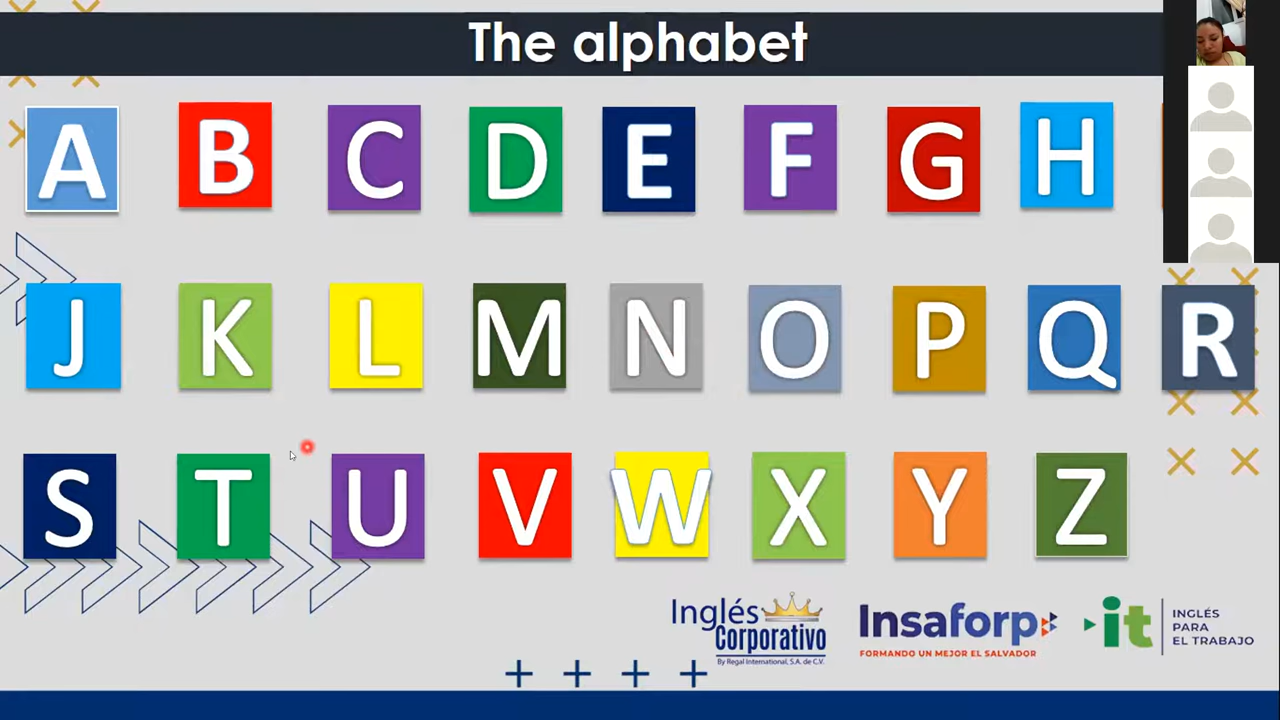 The alphabet
A B C D E F G H
J K L M N O P Q R
S T U V W X Y Z
Inglés
Corporativo
By Regal International, S.A. de C.V.
Insaforp
FORMANDO UN MEJOR EL SALVADOR
it
INGLÉS
PARA
EL TRABAJO